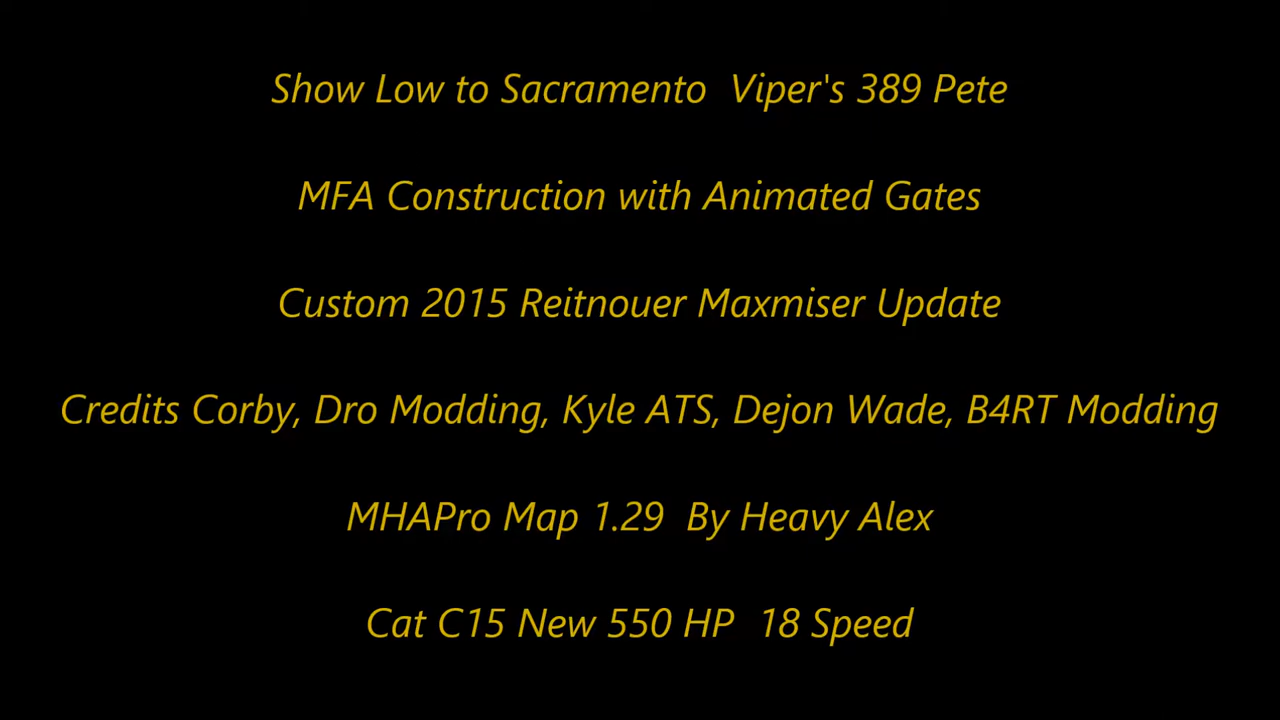 Show Low to Sacramento  Viper's 389 Pete
MFA Construction with Animated Gates
Custom 2015 Reitnouer Maxmiser Update
Credits Corby, Dro Modding, Kyle ATS, Dejon Wade, B4RT Modding
MHAPro Map 1.29  By Heavy Alex
Cat C15 New 550 HP  18 Speed